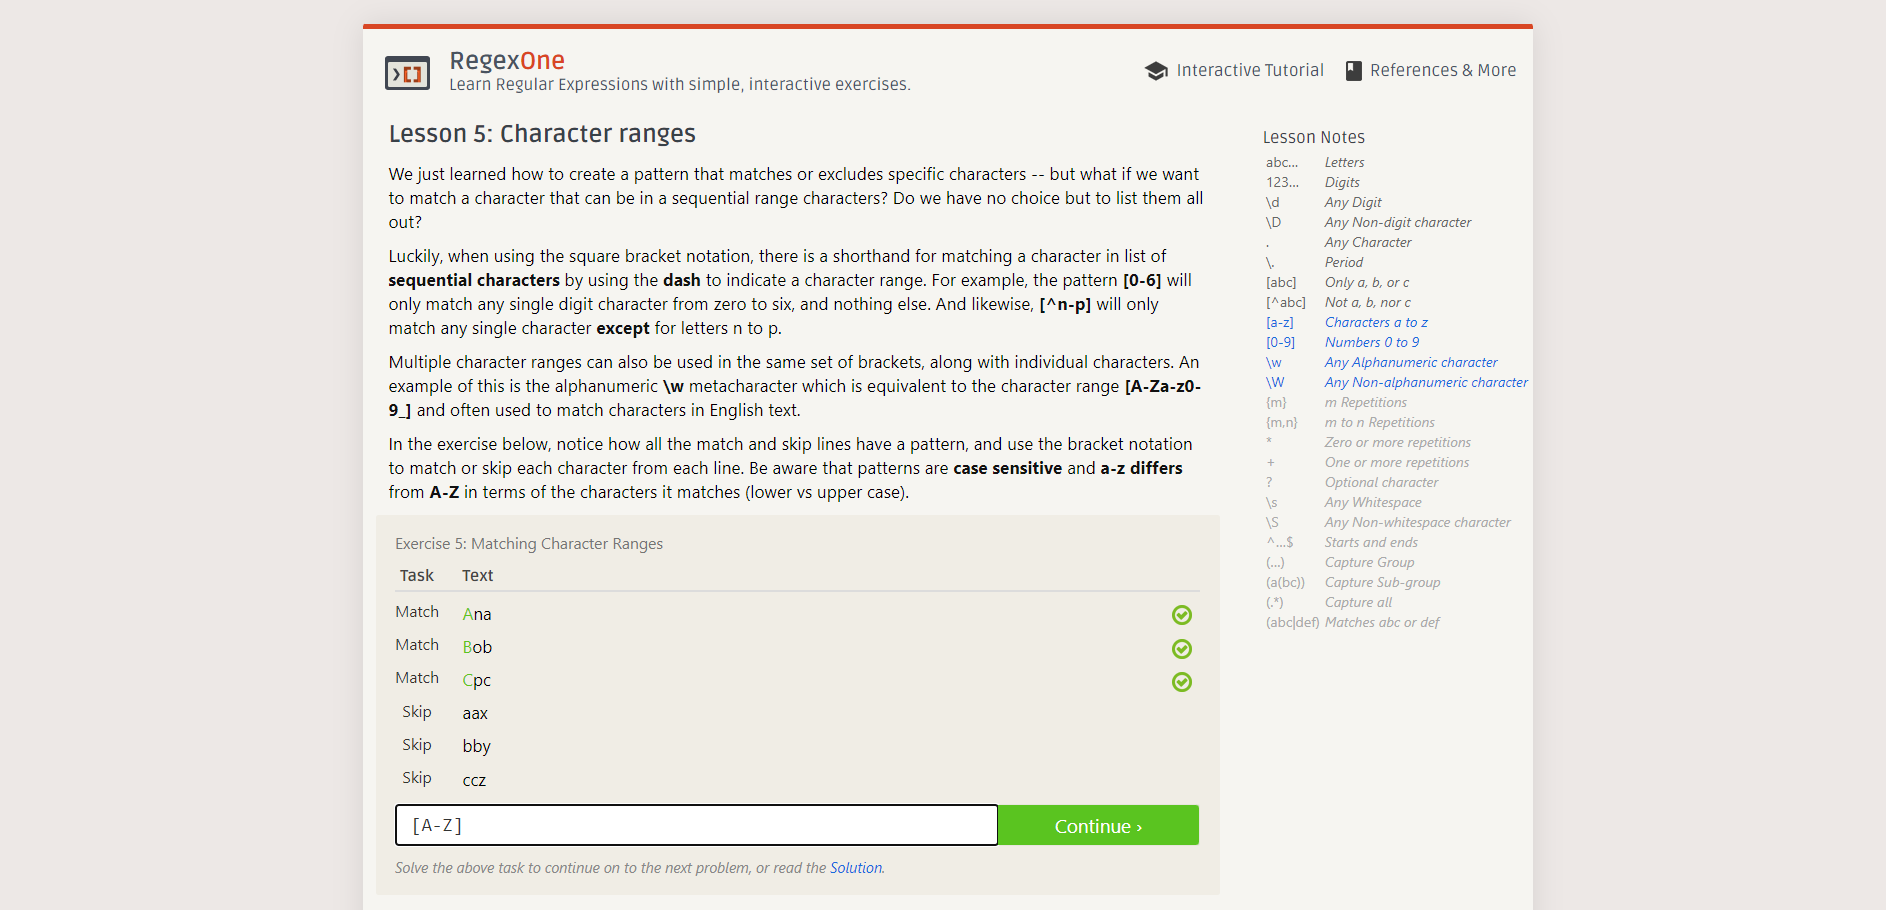 RegexOne
Learn Regular Expressions with simple, interactive exercises.
Interactive Tutorial
References & More
Lesson 5: Character ranges
We just learned how to create a pattern that matches or excludes specific characters -- but what if we want
to match a character that can be in a sequential range characters? Do we have no choice but to list them all
out?
Luckily, when using the square bracket notation, there is a shorthand for matching a character in list of
sequential characters by using the dash to indicate a character range. For example, the pattern [0-6] will
only match any single digit character from zero to six, and nothing else. And likewise, [^n-p] will only
match any single character except for letters n to p.
Multiple character ranges can also be used in the same set of brackets, along with individual characters. An
example of this is the alphanumeric \w metacharacter which is equivalent to the character range [A-Za-z0-
9_] and often used to match characters in English text.
In the exercise below, notice how all the match and skip lines have a pattern, and use the bracket notation
to match or skip each character from each line. Be aware that patterns are case sensitive and a-z differs
from A-Z in terms of the characters it matches (lower vs upper case).
Exercise 5: Matching Character Ranges
Task Text
Match Ana
Match Bob
Match Cpc
Skip aax
Skip bby
Skip ccz
[A-Z]
Continue ›
Solve the above task to continue on to the next problem, or read the Solution.
Lesson Notes
abc... Letters
123... Digits
\d Any Digit
\D Any Non-digit character
. Any Character
\. Period
[abc] Only a, b, or c
[^abc] Not a, b, nor c
[a-z] Characters a to z
[0-9] Numbers 0 to 9
\w Any Alphanumeric character
\W Any Non-alphanumeric character
{m} m Repetitions
{m,n} m to n Repetitions
* Zero or more repetitions
+ One or more repetitions
? Optional character
\s Any Whitespace
\S Any Non-whitespace character
^...$ Starts and ends
(...) Capture Group
(a(bc)) Capture Sub-group
(.*) Capture all
(abc|def) Matches abc or def